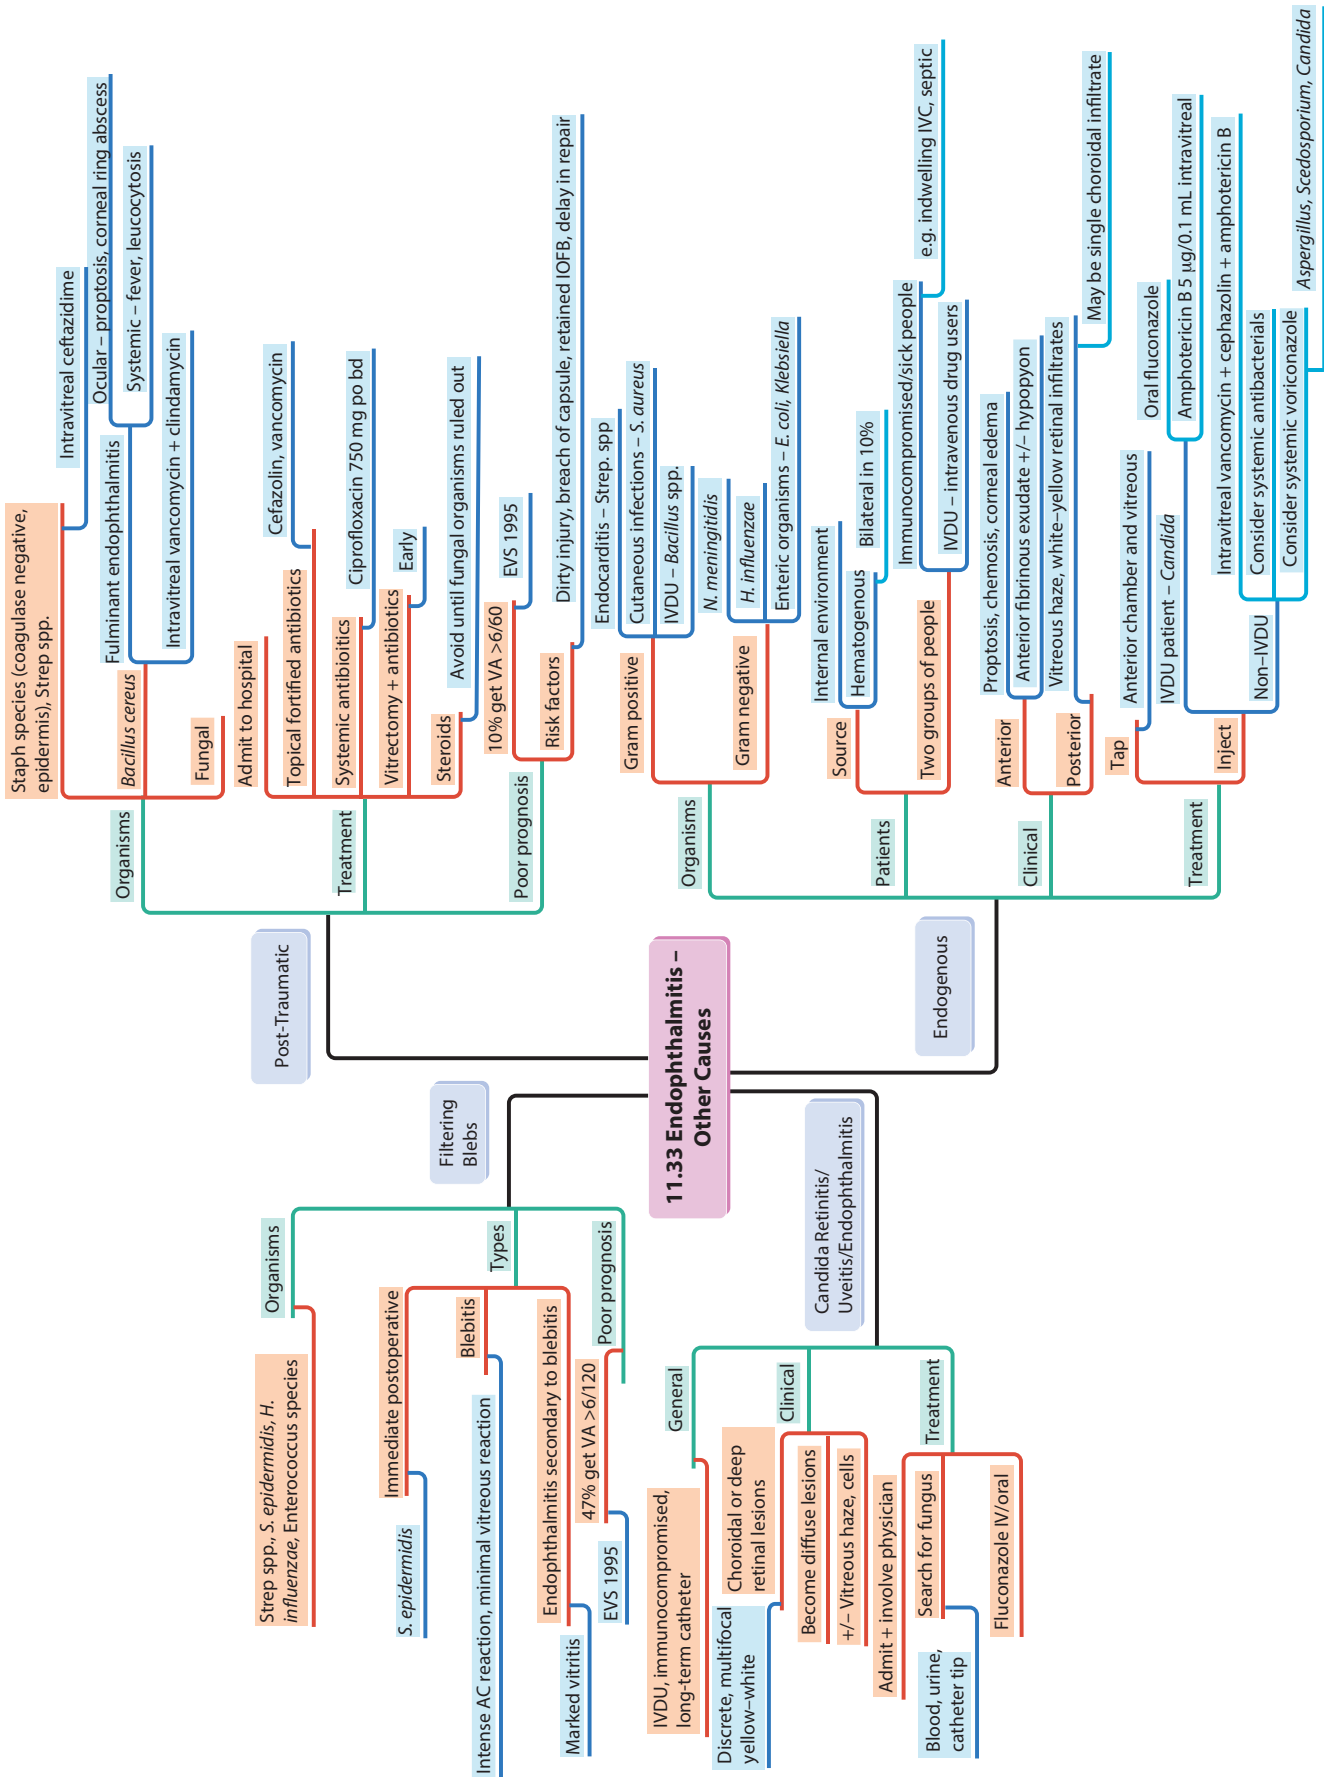 11.33 Endophthalmitis –
Other Causes
Post-Traumatic
Organisms
Staph species (coagulase negative,
epidermis), Strep spp.
Intravitreal ceftazidime
Bacillus cereus
Fulminant endophthalmitis
Ocular – proptosis, corneal ring abscess
Systemic – fever, leucocytosis
Intravitreal vancomycin + clindamycin
Fungal
Treatment
Admit to hospital
Topical fortified antibiotics
Cefazolin, vancomycin
Systemic antibioitics
Ciprofloxacin 750 mg po bd
Vitrectomy + antibiotics
Early
Steroids
Avoid until fungal organisms ruled out
Poor prognosis
10% get VA >6/60
EVS 1995
Risk factors
Dirty injury, breach of capsule, retained IOFB, delay in repair
Endogenous
Organisms
Gram positive
Endocarditis – Strep. spp
Cutaneous infections – S. aureus
IVDU – Bacillus spp.
Gram negative
N. meningitidis
H. influenzae
Enteric organisms – E. coli, Klebsiella
Patients
Source
Internal environment
Hematogenous
Bilateral in 10%
Two groups of people
Immunocompromised/sick people
e.g. indwelling IVC, septic
IVDU – intravenous drug users
Clinical
Anterior
Proptosis, chemosis, corneal edema
Anterior fibrinous exudate +/– hypopyon
Posterior
Vitreous haze, white–yellow retinal infiltrates
May be single choroidal infiltrate
Treatment
Tap
Anterior chamber and vitreous
Inject
IVDU patient – Candida
Oral fluconazole
Amphotericin B 5 µg/0.1 mL intravitreal
Non–IVDU
Intravitreal vancomycin + cephazolin + amphotericin B
Consider systemic antibacterials
Consider systemic voriconazole
Aspergillus, Scedosporium, Candida
Filtering
Blebs
Organisms
Strep spp., S. epidermidis, H.
influenzae, Enterococcus species
Types
Immediate postoperative
S. epidermidis
Blebitis
Intense AC reaction, minimal vitreous reaction
Endophthalmitis secondary to blebitis
Marked vitritis
Poor prognosis
47% get VA >6/120
EVS 1995
Candida Retinitis/
Uveitis/Endophthalmitis
General
IVDU, immunocompromised,
long-term catheter
Clinical
Choroidal or deep
retinal lesions
Discrete, multifocal
yellow–white
Become diffuse lesions
+/– Vitreous haze, cells
Treatment
Admit + involve physician
Search for fungus
Blood, urine,
catheter tip
Fluconazole IV/oral